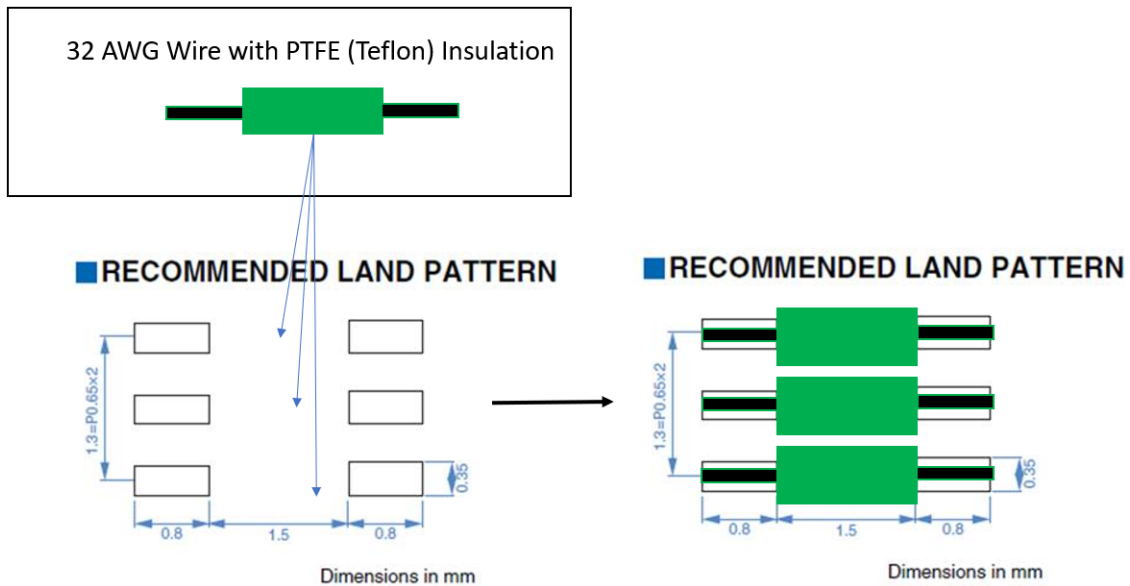 32 AWG Wire with PTFE (Teflon) Insulation
RECOMMENDED LAND PATTERN
1.3=P0.65×2
0.35
0.8
1.5
0.8
Dimensions in mm
RECOMMENDED LAND PATTERN
1.3=P0.65×2
0.35
0.8
1.5
0.8
Dimensions in mm